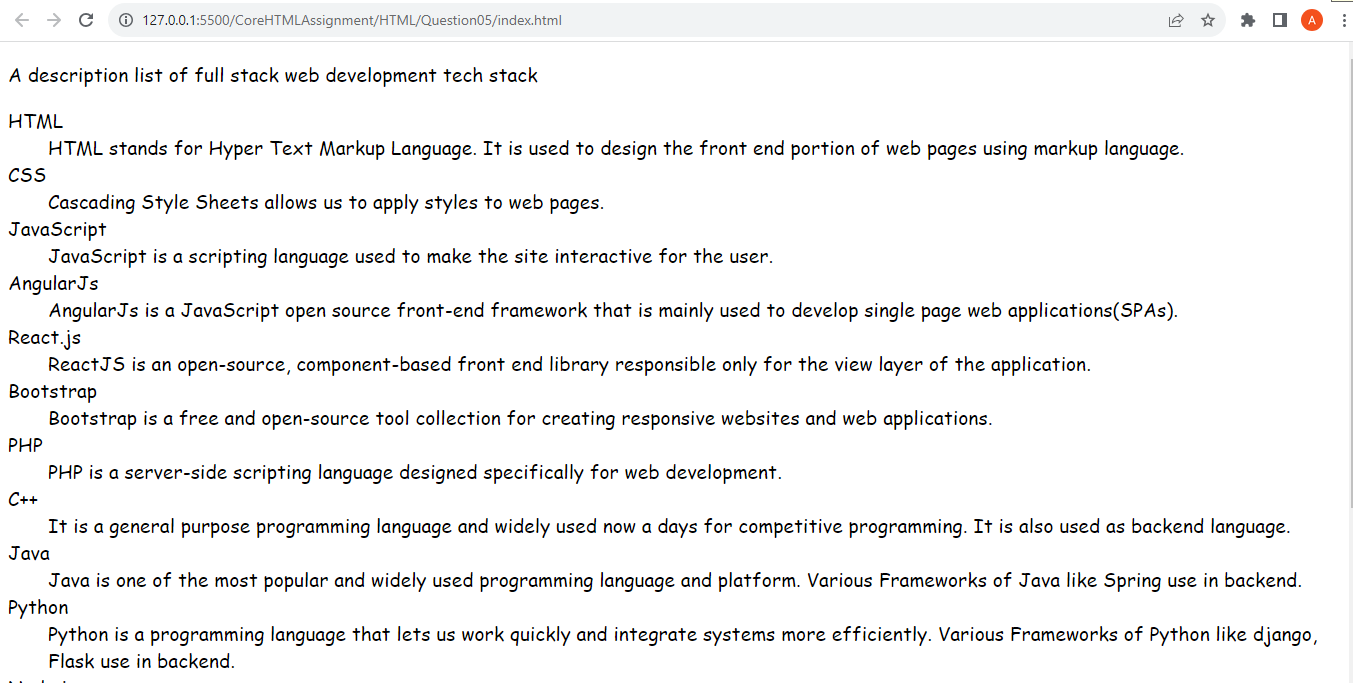 127.0.0.1:5500/CoreHTMLAssignment/HTML/Question05/index.html
A
A description list of full stack web development tech stack
HTML
HTML stands for Hyper Text Markup Language. It is used to design the front end portion of web pages using markup language.
CSS
Cascading Style Sheets allows us to apply styles to web pages.
JavaScript
JavaScript is a scripting language used to make the site interactive for the user.
AngularJs
AngularJs is a JavaScript open source front-end framework that is mainly used to develop single page web applications(SPAs).
React.js
ReactJS is an open-source, component-based front end library responsible only for the view layer of the application.
Bootstrap
Bootstrap is a free and open-source tool collection for creating responsive websites and web applications.
PHP
PHP is a server-side scripting language designed specifically for web development.
C++
It is a general purpose programming language and widely used now a days for competitive programming. It is also used as backend language.
Java
Java is one of the most popular and widely used programming language and platform. Various Frameworks of Java like Spring use in backend.
Python
Python is a programming language that lets us work quickly and integrate systems more efficiently. Various Frameworks of Python like django,
Flask use in backend.